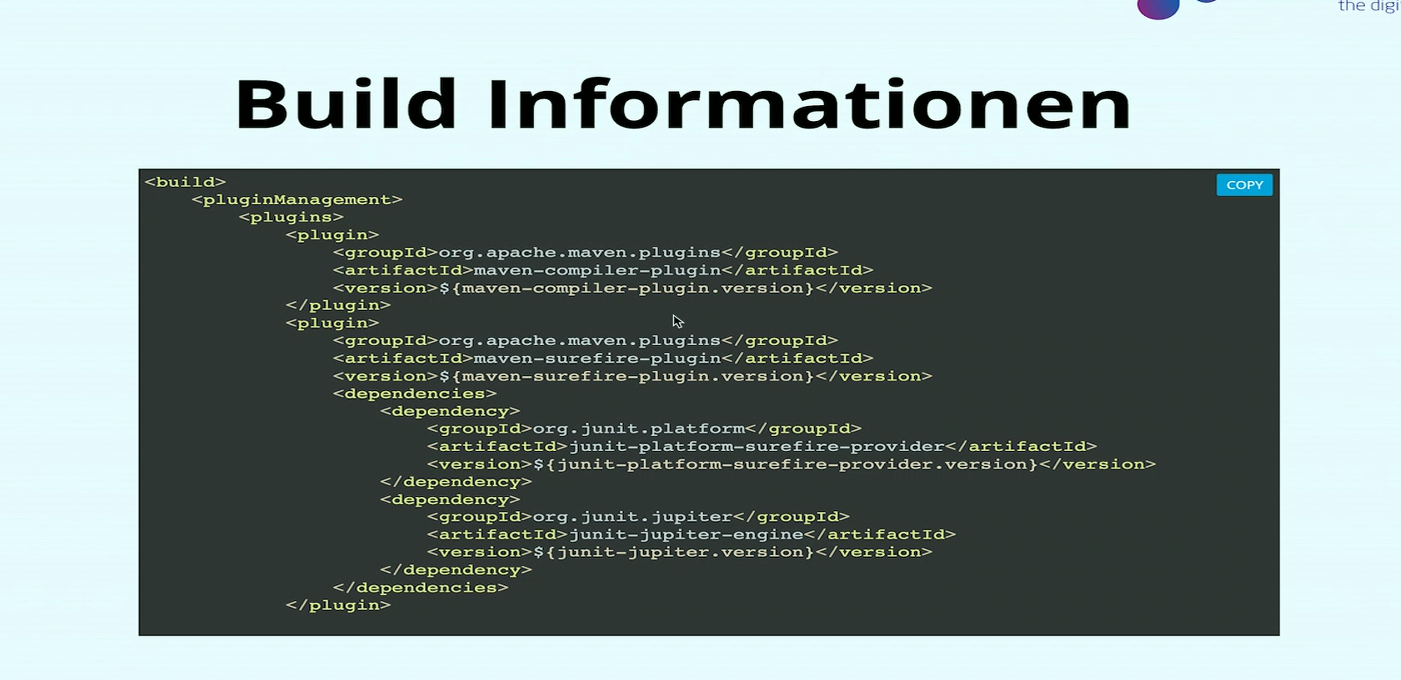 the digi
Build Informationen
COPY
<build>
    <pluginManagement>
        <plugins>
            <plugin>
                <groupId>org.apache.maven.plugins</groupId>
                <artifactId>maven-compiler-plugin</artifactId>
                <version>${maven-compiler-plugin.version}</version>
            </plugin>
            <plugin>
                <groupId>org.apache.maven.plugins</groupId>
                <artifactId>maven-surefire-plugin</artifactId>
                <version>${maven-surefire-plugin.version}</version>
                <dependencies>
                    <dependency>
                        <groupId>org.junit.platform</groupId>
                        <artifactId>junit-platform-surefire-provider</artifactId>
                        <version>${junit-platform-surefire-provider.version}</version>
                    </dependency>
                    <dependency>
                        <groupId>org.junit.jupiter</groupId>
                        <artifactId>junit-jupiter-engine</artifactId>
                        <version>${junit-jupiter.version}</version>
                    </dependency>
                </dependencies>
            </plugin>